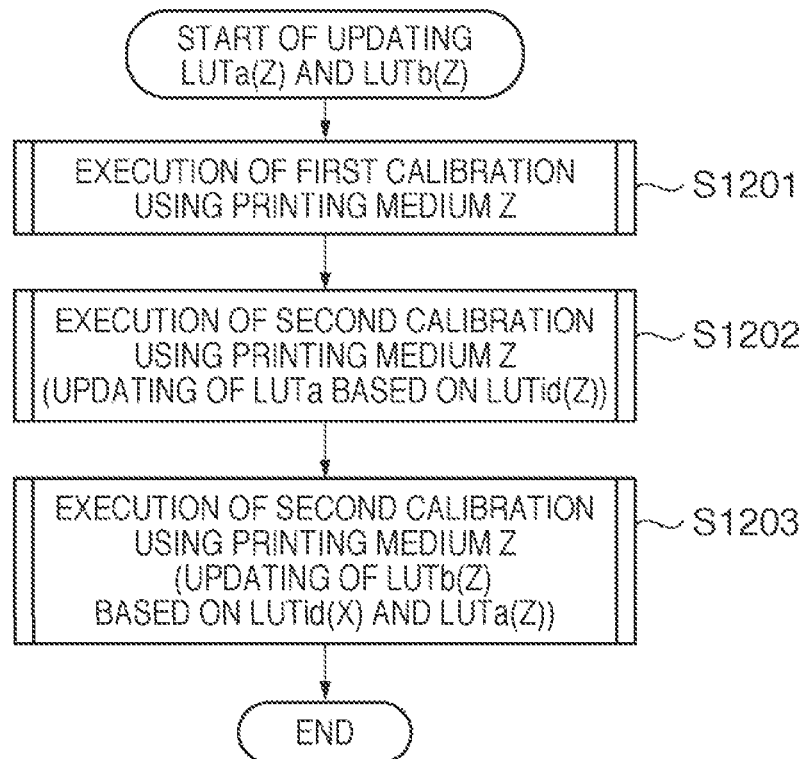 START OF UPDATING
LUTa(Z) AND LUTb(Z)
EXECUTION OF FIRST CALIBRATION
USING PRINTING MEDIUM Z
S1201
EXECUTION OF SECOND CALIBRATION
USING PRINTING MEDIUM Z
(UPDATING OF LUTa BASED ON LUTid(Z))
S1202
EXECUTION OF SECOND CALIBRATION
USING PRINTING MEDIUM Z
(UPDATING OF LUTb(Z)
BASED ON LUTid(X) AND LUTa(Z))
S1203
END